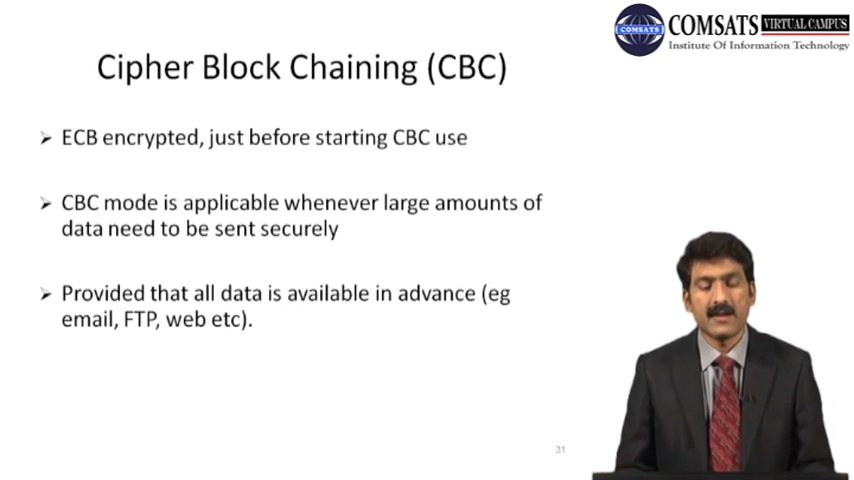 COMSATS VIRTUAL CAMPUS
COMSATS
Institute Of Information Technology
Cipher Block Chaining (CBC)
ECB encrypted, just before starting CBC use
CBC mode is applicable whenever large amounts of
data need to be sent securely
Provided that all data is available in advance (eg
email, FTP, web etc).
31